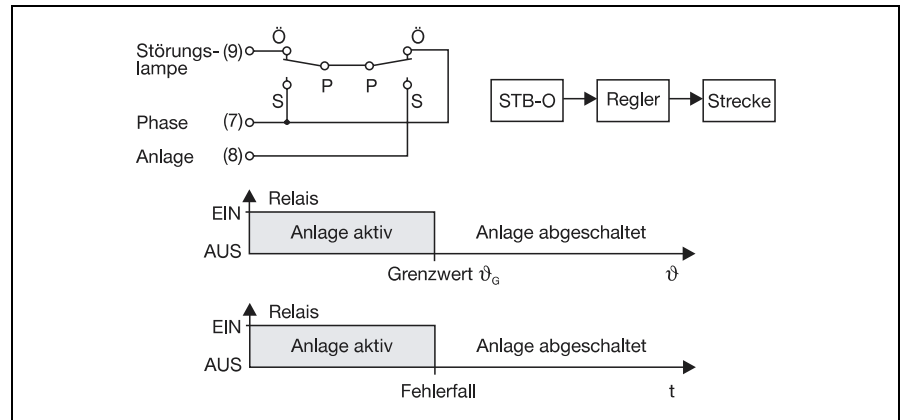 Ö Ö
Störungs- (9)
lampe
P P
S S
STB-O Regler Strecke
Phase (7)
Anlage (8)
Relais
EIN
Anlage aktiv Anlage abgeschaltet
AUS
Grenzwert ϑG ϑ
Relais
EIN
Anlage aktiv Anlage abgeschaltet
AUS
Fehlerfall t